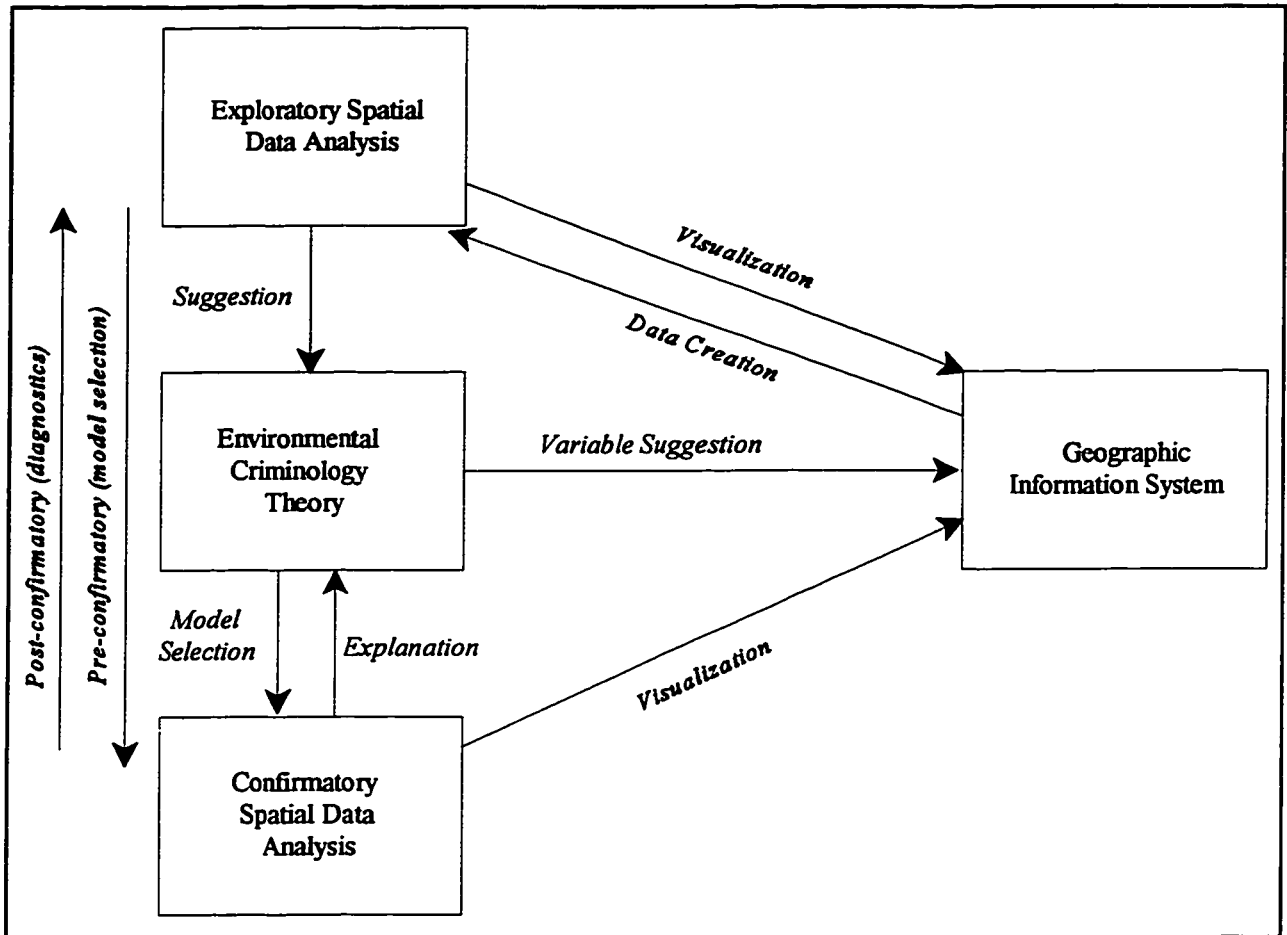 Exploratory Spatial
Data Analysis
Visualization
Suggestion
Data Creation
Post-confirmatory (diagnostics)
Pre-confirmatory (model selection)
Environmental
Criminology
Theory
Variable Suggestion
Geographic
Information System
Model
Selection
Explanation
Visualization
Confirmatory
Spatial Data
Analysis